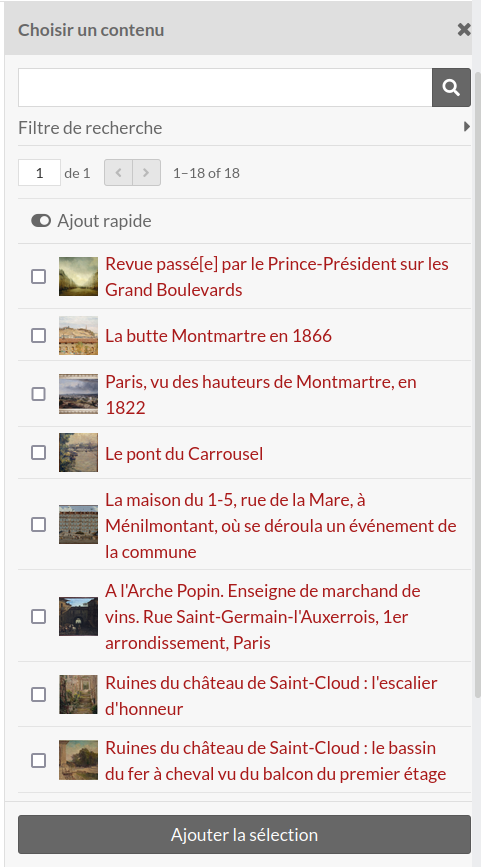 Choisir un contenu
Filtre de recherche
1 de 1 1–18 of 18
Ajout rapide
Revue passé[e] par le Prince-Président sur les
Grand Boulevards
La butte Montmartre en 1866
Paris, vu des hauteurs de Montmartre, en
1822
Le pont du Carrousel
La maison du 1-5, rue de la Mare, à
Ménilmontant, où se déroula un événement de
la commune
A l'Arche Popin. Enseigne de marchand de
vins. Rue Saint-Germain-l'Auxerrois, 1er
arrondissement, Paris
Ruines du château de Saint-Cloud : l'escalier
d'honneur
Ruines du château de Saint-Cloud : le bassin
du fer à cheval vu du balcon du premier étage
Ajouter la sélection